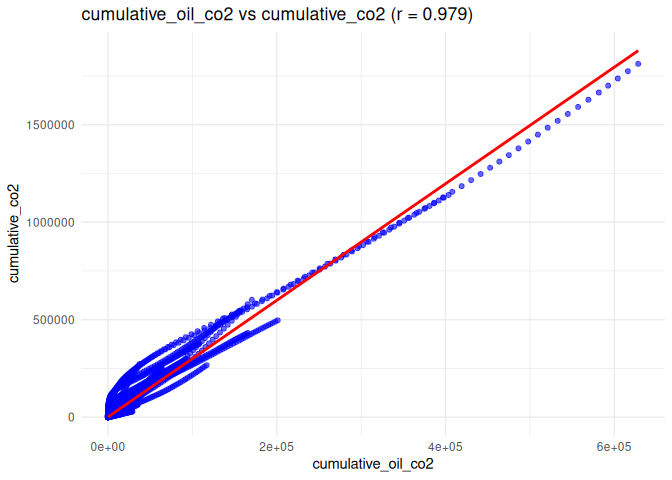 cumulative_oil_co2 vs cumulative_co2 (r = 0.979)
1500000
1000000
500000
0
cumulative_co2
0e+00
2e+05
4e+05
6e+05
cumulative_oil_co2